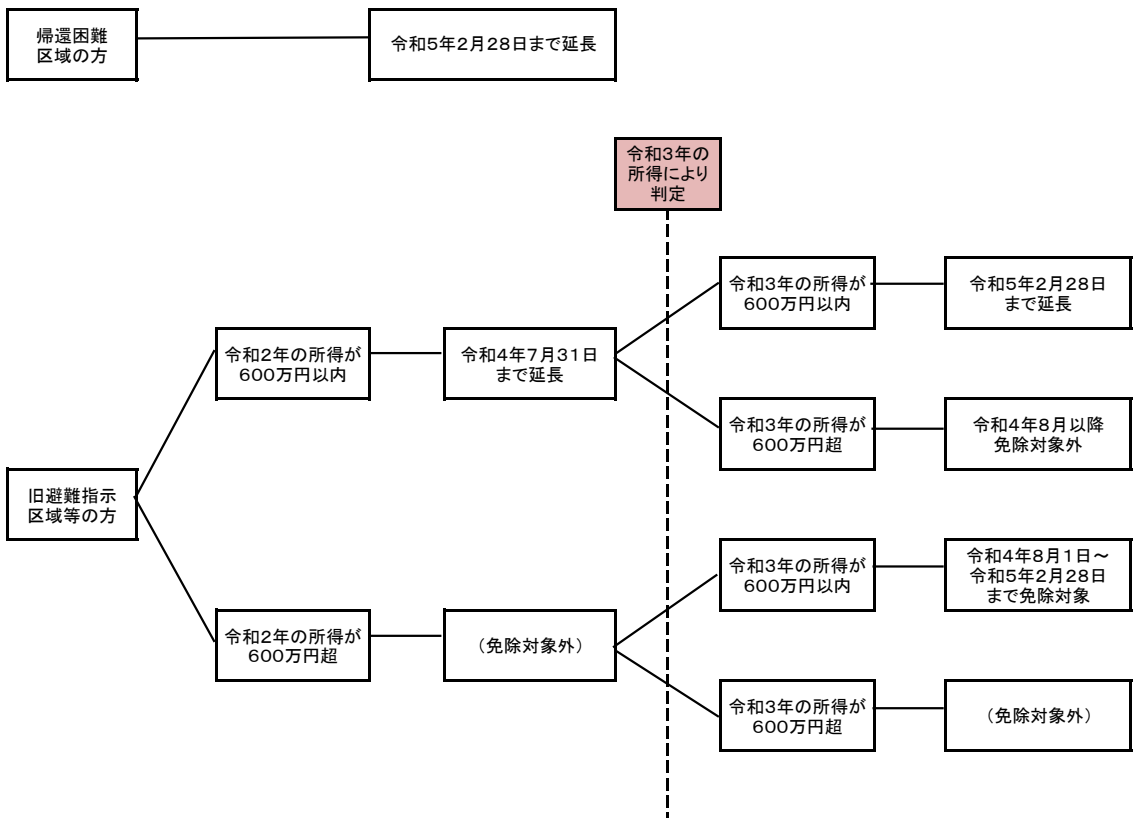 帰還困難
区域の方
令和5年2月28日まで延長
令和3年の
所得により
判定
令和3年の所得が
600万円以内
令和5年2月28日
まで延長
令和2年の所得が
600万円以内
令和4年7月31日
まで延長
令和3年の所得が
600万円超
令和4年8月以降
免除対象外
旧避難指示
区域等の方
令和3年の所得が
600万円以内
令和4年8月1日～
令和5年2月28日
まで免除対象
令和2年の所得が
600万円超
（免除対象外）
令和3年の所得が
600万円超
（免除対象外）